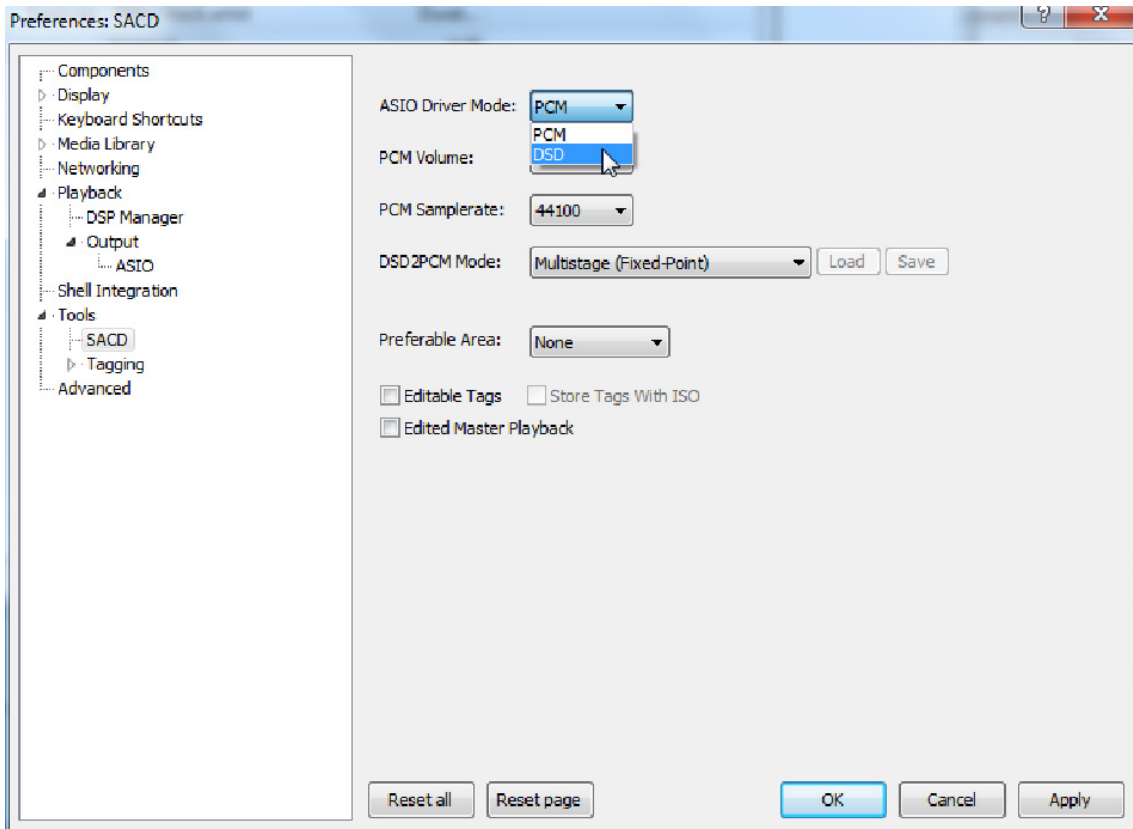 Preferences: SACD
?
X
Components
Display
Keyboard Shortcuts
Media Library
Networking
Playback
DSP Manager
Output
ASIO
Shell Integration
Tools
SACD
Tagging
Advanced
ASIO Driver Mode: PCM
PCM
DSD
PCM Volume:
PCM Samplerate: 44100
DSD2PCM Mode: Multistage (Fixed-Point) Load Save
Preferable Area: None
Editable Tags Store Tags With ISO
Edited Master Playback
Reset all Reset page OK Cancel Apply